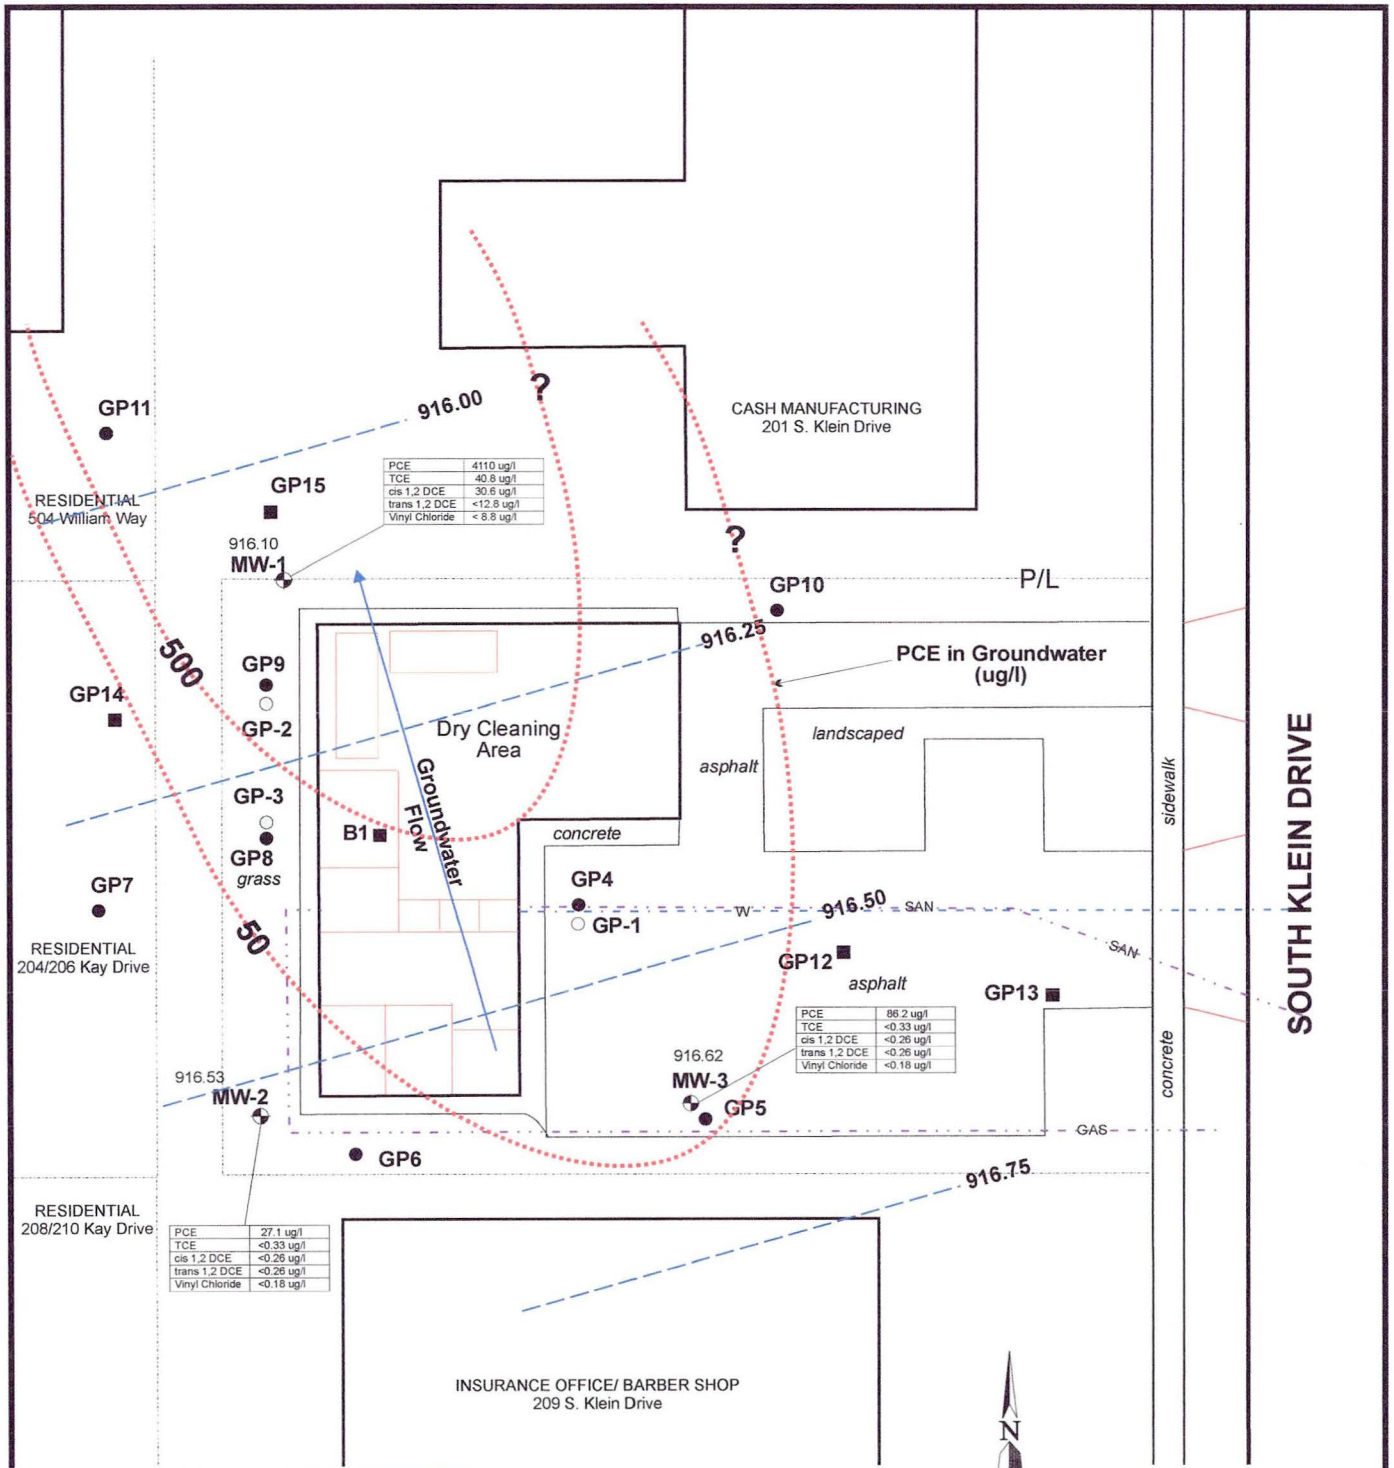 GP11
916.00
?
CASH MANUFACTURING
201 S. Klein Drive
RESIDENTIAL
504 William Way
GP15
PCE 4110 ug/l
TCE 40.8 ug/l
cis 1,2 DCE 30.6 ug/l
trans 1,2 DCE <12.8 ug/l
Vinyl Chloride < 8.8 ug/l
916.10
MW-1
?
P/L
GP10
916.25
PCE in Groundwater
(ug/l)
500
GP9
GP-2
GP14
Dry Cleaning
Area
landscaped
asphalt
sidewalk
SOUTH KLEIN DRIVE
Groundwater
Flow
GP-3
B1
concrete
GP8
grass
GP7
GP4
GP-1
W
916.50
SAN
SAN
50
RESIDENTIAL
204/206 Kay Drive
GP12
asphalt
GP13
PCE 86.2 ug/l
TCE <0.33 ug/l
cis 1,2 DCE <0.26 ug/l
trans 1,2 DCE <0.26 ug/l
Vinyl Chloride <0.18 ug/l
916.62
MW-3
916.53
MW-2
GP5
concrete
GAS
GP6
916.75
RESIDENTIAL
208/210 Kay Drive
PCE 27.1 ug/l
TCE <0.33 ug/l
cis 1,2 DCE <0.26 ug/l
trans 1,2 DCE <0.26 ug/l
Vinyl Chloride <0.18 ug/l
INSURANCE OFFICE/ BARBER SHOP
209 S. Klein Drive
N